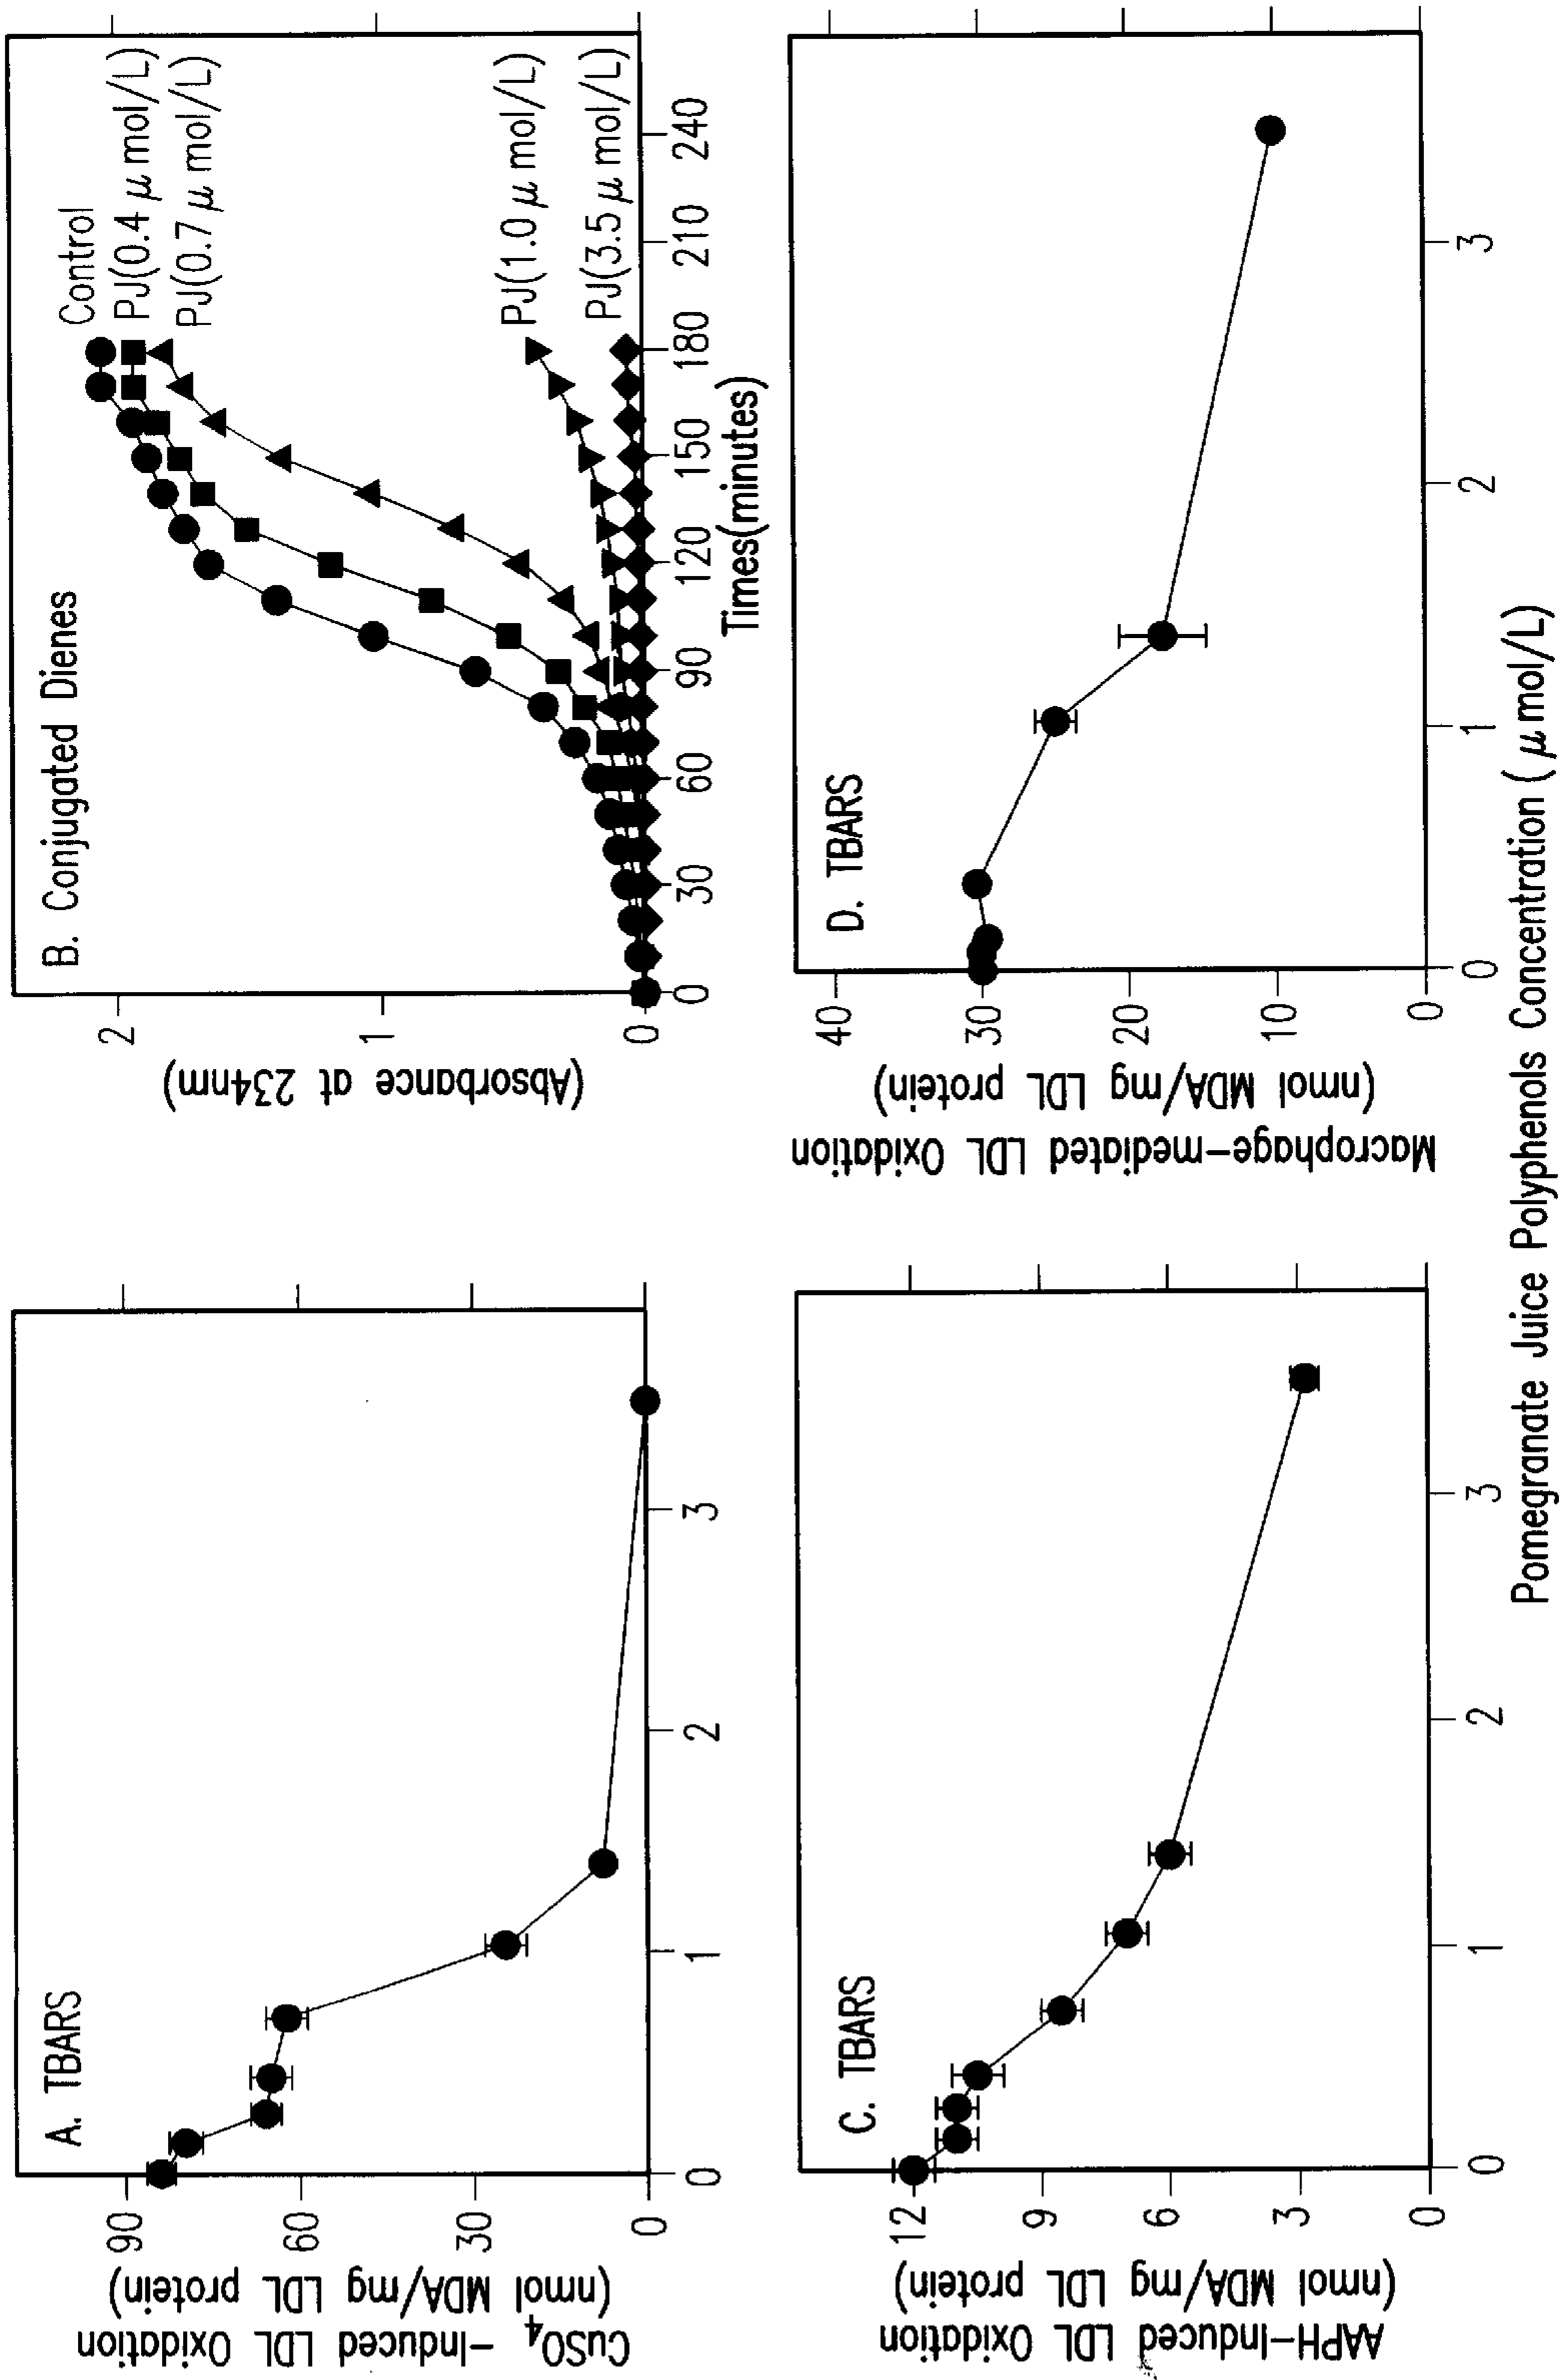 A. TBARS
CuSO4-Induced LDL Oxidation
(nmol MDA/mg LDL protein)
90
60
30
0
0 1 2 3
B. Conjugated Dienes
(Absorbance at 234nm)
2
1
0
Control
PJ(0.4 μ mol/L)
PJ(0.7 μ mol/L)
PJ(1.0 μ mol/L)
PJ(3.5 μ mol/L)
0 30 60 90 120 150 180 210 240
Times(minutes)
C. TBARS
AAPH-Induced LDL Oxidation
(nmol MDA/mg LDL protein)
12
9
6
3
0
0 1 2 3
D. TBARS
Macrophage-mediated LDL Oxidation
(nmol MDA/mg LDL protein)
40
30
20
10
0
0 1 2 3
Pomegranate Juice Polyphenols Concentration ( μ mol/L)